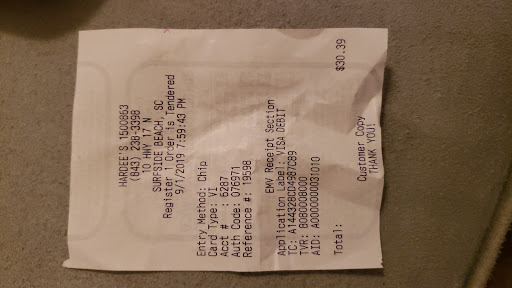 HARDEE'S 1500863
(843) 238-3398
10 HWY 17 N
SURFSIDE BEACH, SC
Register 1 Order is Tendered
9/7/2019 7:59:43 PM
Entry Method: Chip
Card Type: VI
Acct #    : 6287
Auth Code: 076971
Reference #: 19598
EMV Receipt Section
Application Label: VISA DEBIT
TC: A144328CD4987C89
TVR: 8080008000
AID: A0000000031010
Total: $30.39
Customer Copy
THANK YOU!